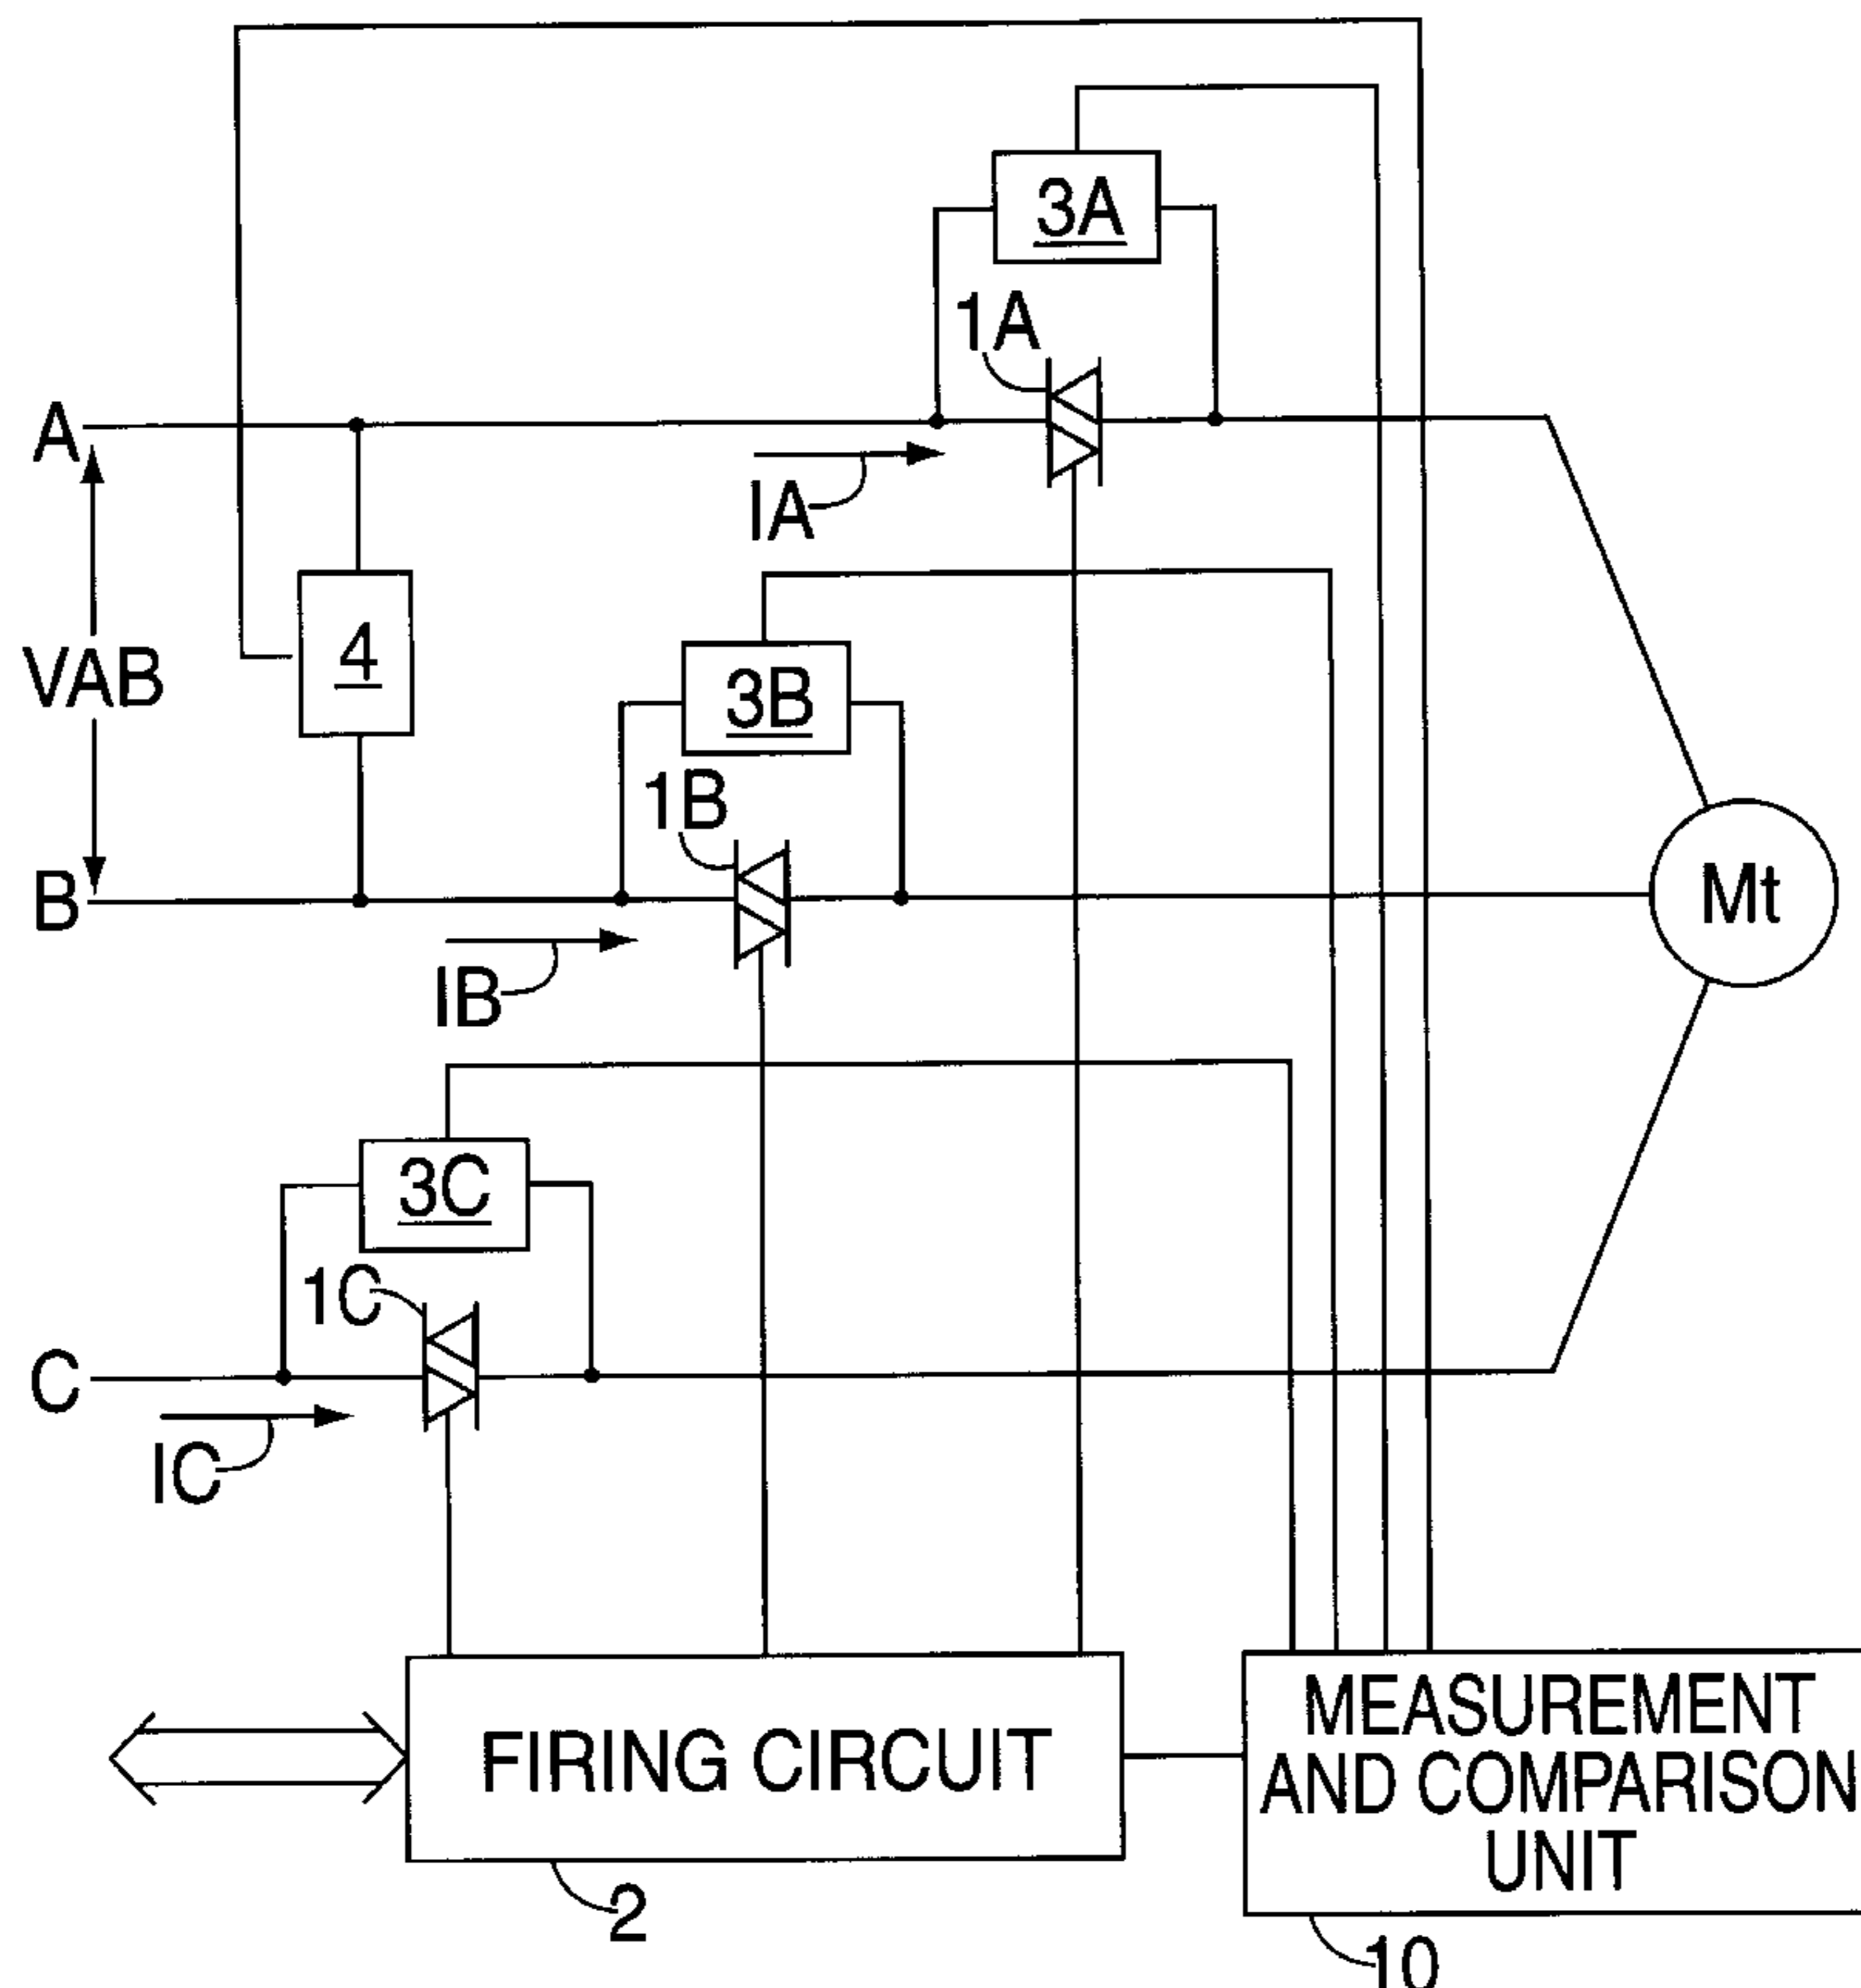 3A
1A
A
IA
VAB
4
3B
1B
B
Mt
IB
3C
1C
C
IC
FIRING CIRCUIT
MEASUREMENT
AND COMPARISON
UNIT
2
10